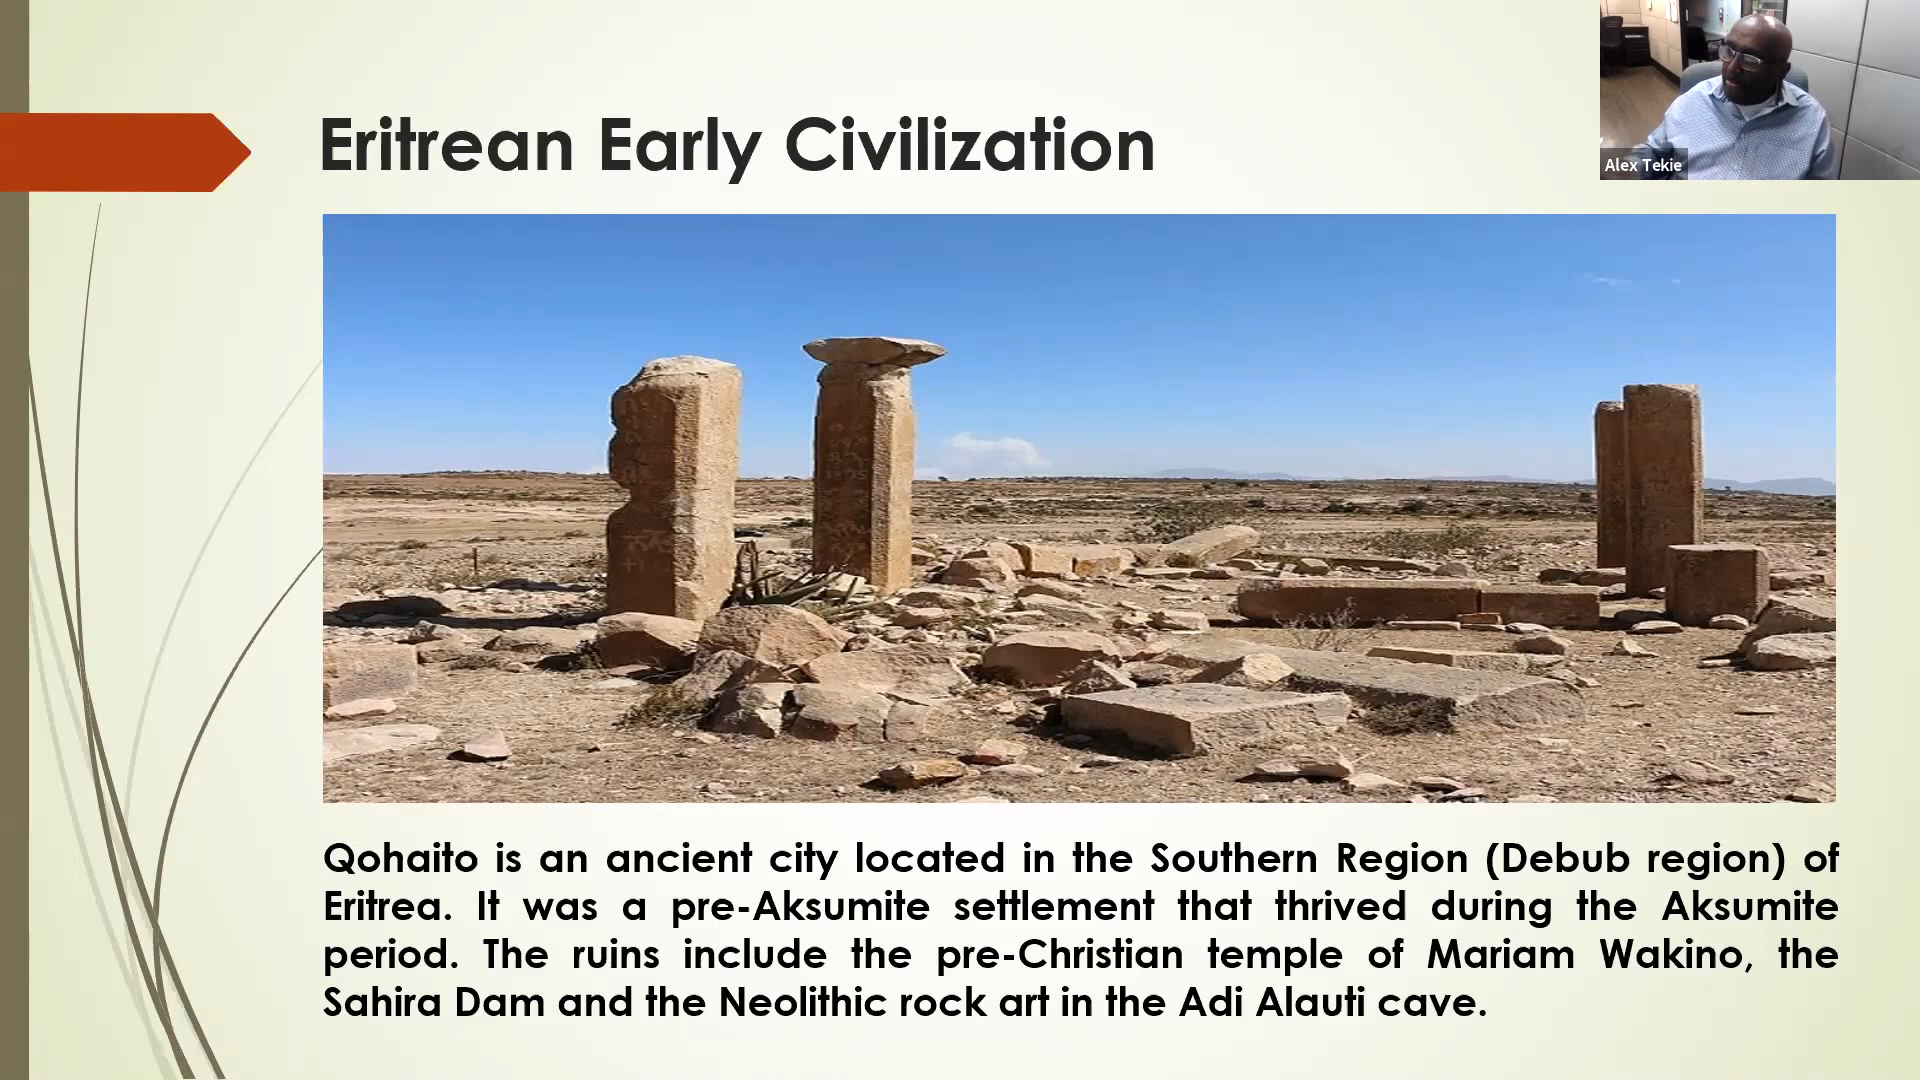 Eritrean Early Civilization
Alex Tekie
Qohaito is an ancient city located in the Southern Region (Debub region) of
Eritrea. It was a pre-Aksumite settlement that thrived during the Aksumite
period. The ruins include the pre-Christian temple of Mariam Wakino, the
Sahira Dam and the Neolithic rock art in the Adi Alauti cave.